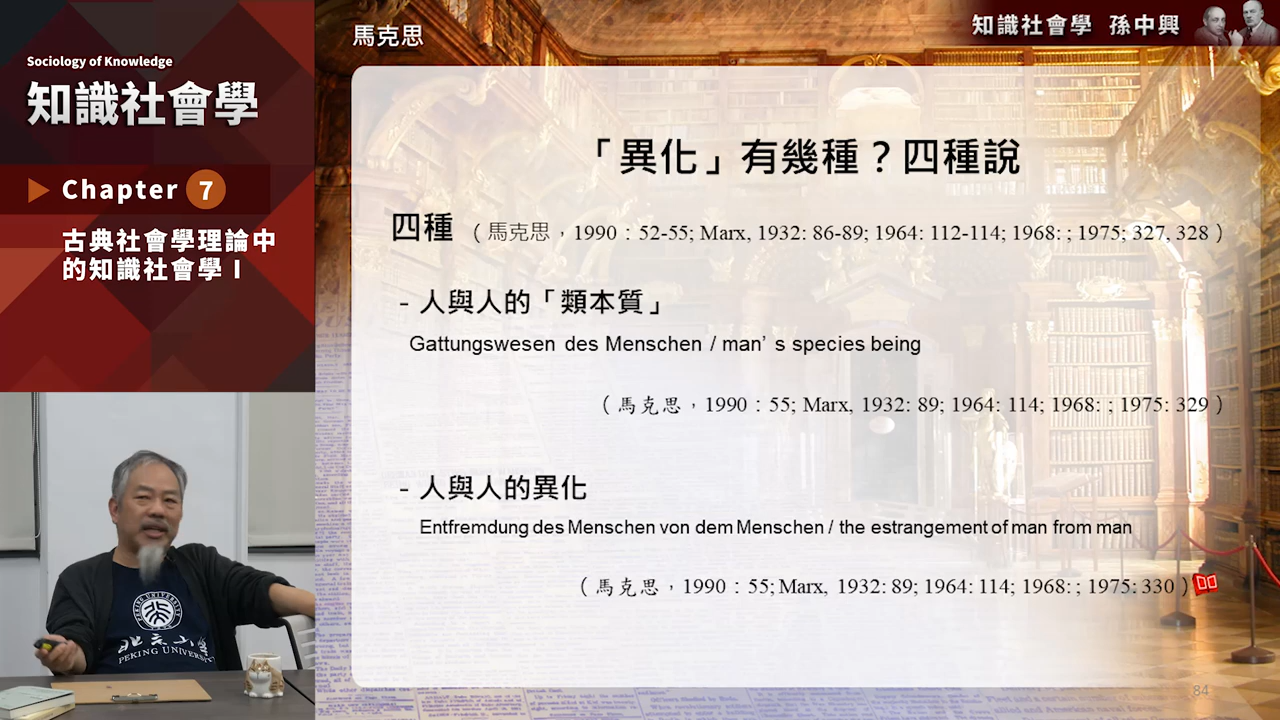 Sociology of Knowledge
知識社會學
Chapter 7
古典社會學理論中
的知識社會學 I
馬克思
知識社會學 孫中興
「異化」有幾種？四種說
四種 （馬克思，1990：52-55; Marx, 1932: 86-89; 1964: 112-114; 1968: ; 1975; 327, 328）
- 人與人的「類本質」
Gattungswesen des Menschen / man’ s species being
（馬克思，1990：55; Marx, 1932: 89; 1964: 114; 1968: ; 1975: 329）
- 人與人的異化
Entfremdung des Menschen von dem Menschen / the estrangement of man from man
（馬克思，1990：55; Marx, 1932: 89; 1964: 114; 1968: ; 1975: 330）
84
北京大學
PEKING UNIVERSITY